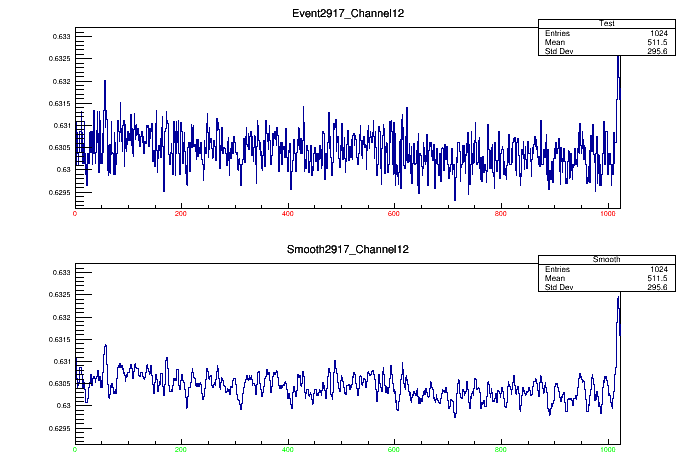 Event2917_Channel12
Test
Entries 1024
Mean 511.5
Std Dev 295.6
0.633
0.6325
0.632
0.6315
0.631
0.6305
0.63
0.6295
0 200 400 600 800 1000
Smooth2917_Channel12
Smooth
Entries 1024
Mean 511.5
Std Dev 295.6
0.633
0.6325
0.632
0.6315
0.631
0.6305
0.63
0.6295
0 200 400 600 800 1000